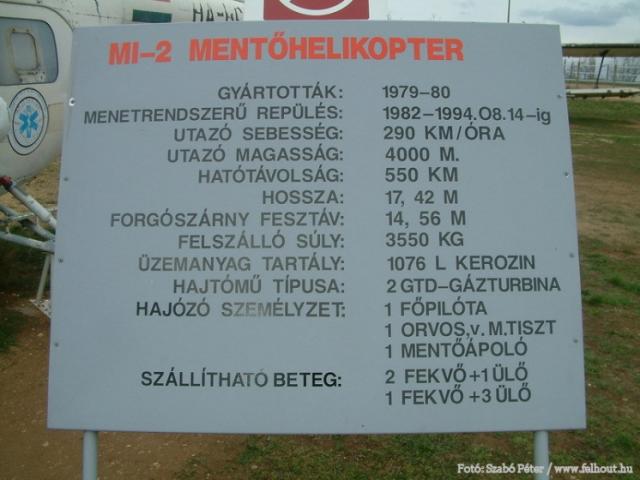 MI-2 MENTŐHELIKOPTER
GYÁRTOTTÁK: 1979-80
MENETRENDSZERŰ REPÜLÉS: 1982-1994.08.14-ig
UTAZÓ SEBESSÉG: 290 KM/ÓRA
UTAZÓ MAGASSÁG: 4000 M.
HATÓTÁVOLSÁG: 550 KM
HOSSZA: 17,42 M
FORGÓSZÁRNY FESZTÁV: 14,56 M
FELSZÁLLÓ SÚLY: 3550 KG
ÜZEMANYAG TARTÁLY: 1076 L KEROZIN
HAJTÓMŰ TÍPUSA: 2 GTD-GÁZTURBINA
HAJÓZÓ SZEMÉLYZET: 1 FŐPILÓTA
1 ORVOS,v. M.TISZT
1 MENTŐÁPOLÓ
SZÁLLÍTHATÓ BETEG: 2 FEKVŐ+1 ÜLŐ
1 FEKVŐ+3 ÜLŐ
Fotó: Szabó Péter / www.felhout.hu